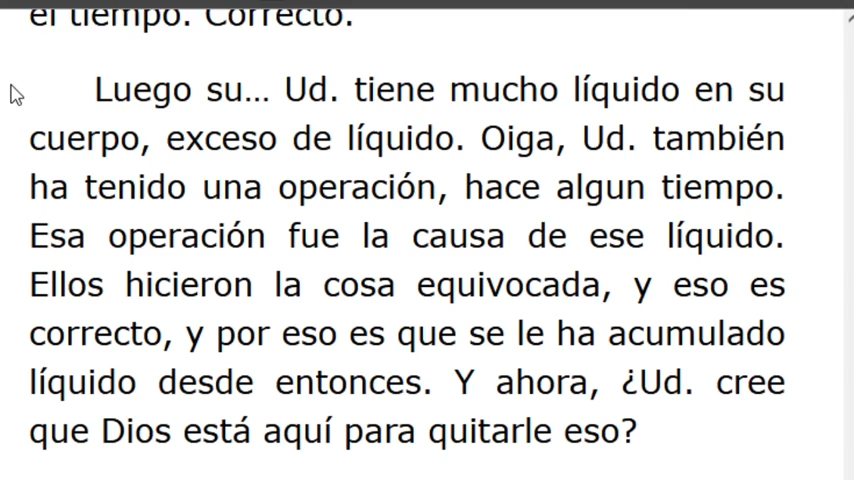 el tiempo. Correcto.
Luego su... Ud. tiene mucho líquido en su
cuerpo, exceso de líquido. Oiga, Ud. también
ha tenido una operación, hace algun tiempo.
Esa operación fue la causa de ese líquido.
Ellos hicieron la cosa equivocada, y eso es
correcto, y por eso es que se le ha acumulado
líquido desde entonces. Y ahora, ¿Ud. cree
que Dios está aquí para quitarle eso?